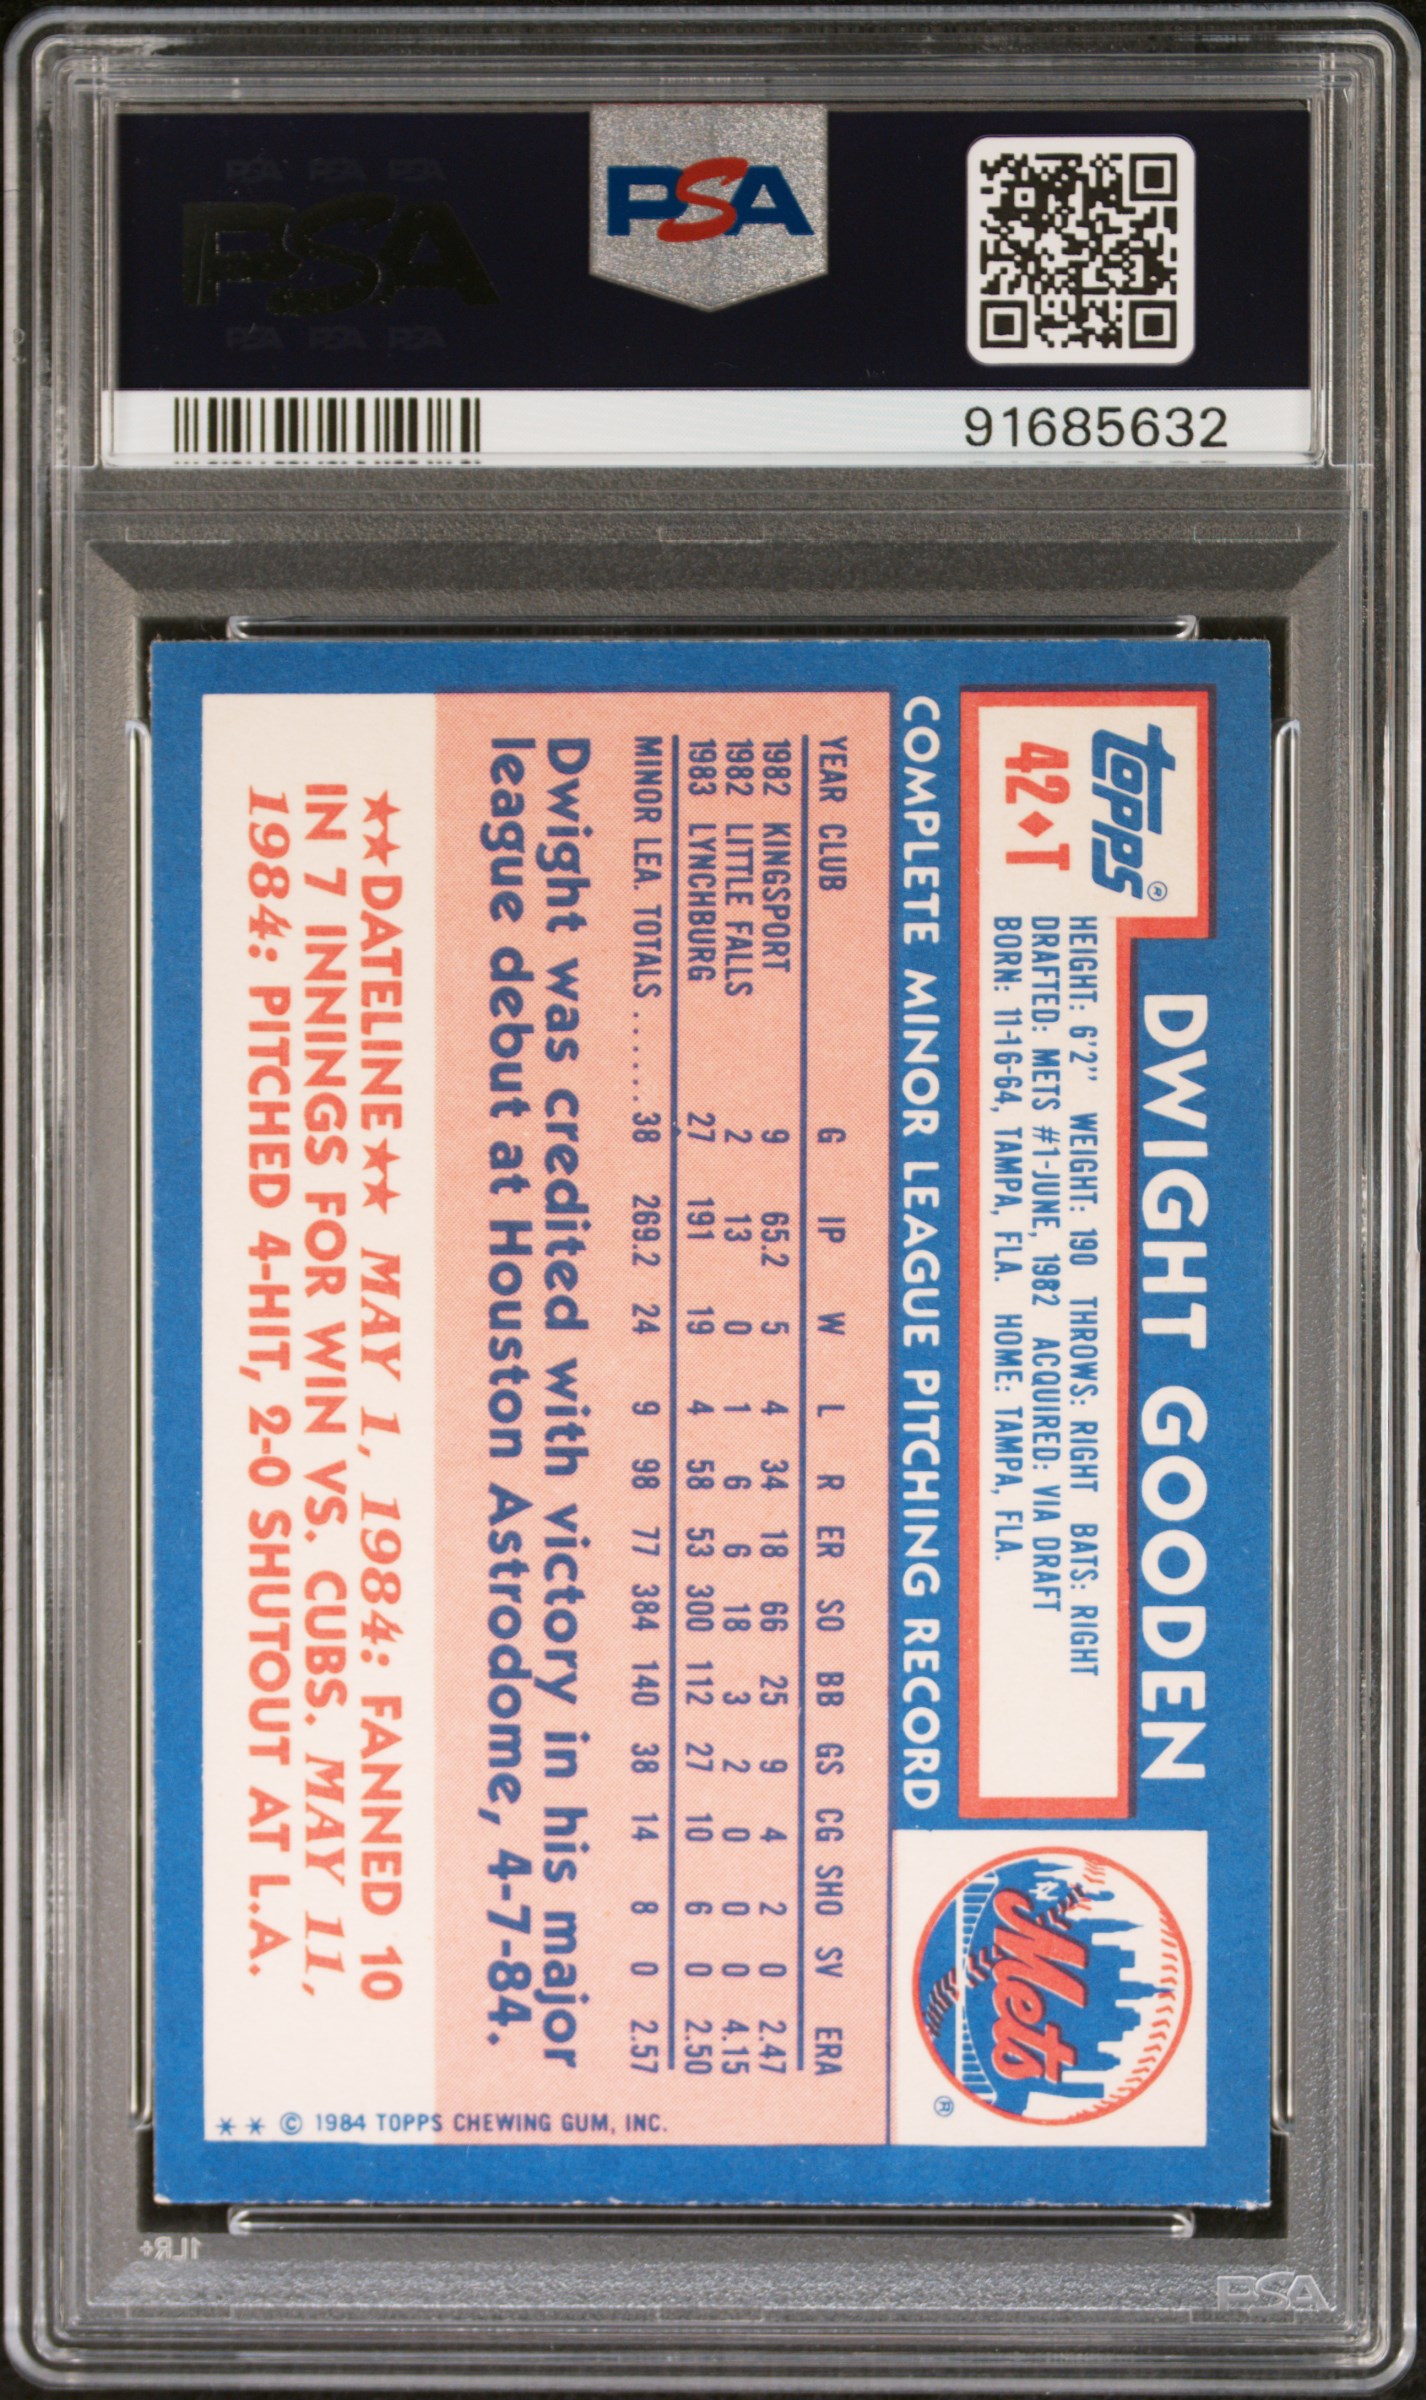 PSA PSA PSA
PSA
PSA PSA PSA
PSA
91685632
topps®
42♦T
DWIGHT GOODEN
HEIGHT: 6'2" WEIGHT: 190 THROWS: RIGHT BATS: RIGHT
DRAFTED: METS #1-JUNE, 1982 ACQUIRED: VIA DRAFT
BORN: 11-16-64, TAMPA, FLA. HOME: TAMPA, FLA.
Mets
®
COMPLETE MINOR LEAGUE PITCHING RECORD
YEAR CLUB G IP W L R ER SO BB GS CG SHO SV ERA
1982 KINGSPORT 9 65.2 5 4 34 18 66 25 9 4 2 0 2.47
1982 LITTLE FALLS 2 13 0 1 6 6 18 3 2 0 0 0 4.15
1983 LYNCHBURG 27 191 19 4 58 53 300 112 27 10 6 0 2.50
MINOR LEA. TOTALS ...... 38 269.2 24 9 98 77 384 140 38 14 8 0 2.57
Dwight was credited with victory in his major
league debut at Houston Astrodome, 4-7-84.
★★DATELINE★★ MAY 1, 1984: FANNED 10
IN 7 INNINGS FOR WIN VS. CUBS. MAY 11,
1984: PITCHED 4-HIT, 2-0 SHUTOUT AT L.A.
** © 1984 TOPPS CHEWING GUM, INC.
1LR+
PSA